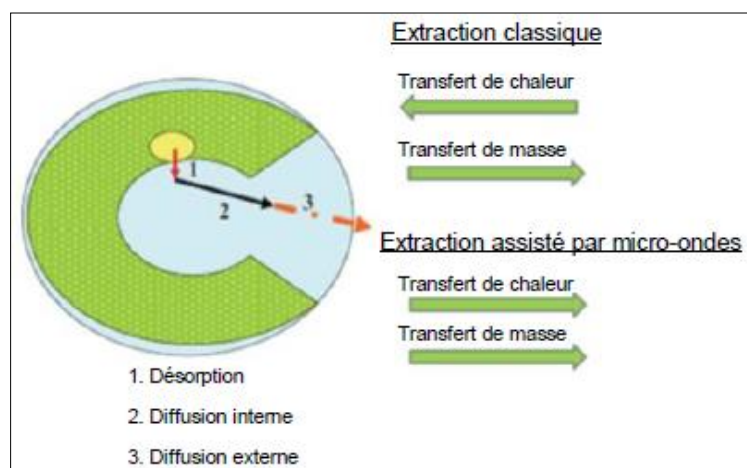 Extraction classique
Transfert de chaleur
Transfert de masse
1
2
3
Extraction assisté par micro-ondes
Transfert de chaleur
Transfert de masse
1. Désorption
2. Diffusion interne
3. Diffusion externe